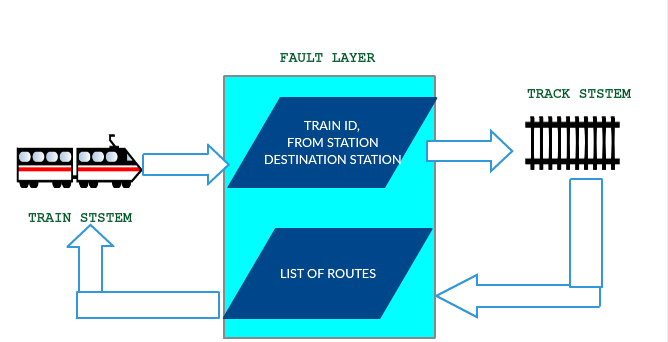 FAULT LAYER
TRACK STSTEM
TRAIN ID,
FROM STATION
DESTINATION STATION
TRAIN STSTEM
LIST OF ROUTES